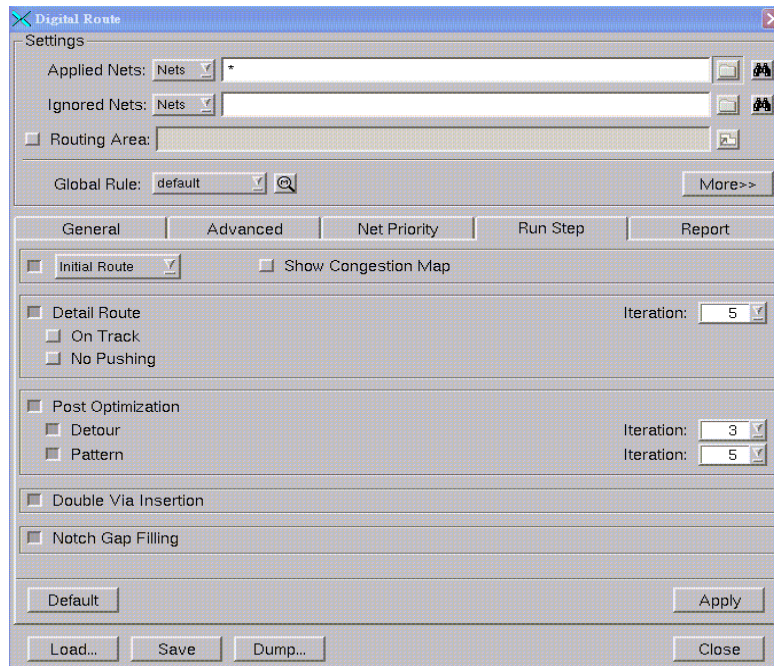 Digital Route
Settings
Applied Nets: Nets *
Ignored Nets: Nets
Routing Area:
Global Rule: default More>>
General Advanced Net Priority Run Step Report
Initial Route Show Congestion Map
Detail Route Iteration: 5
On Track
No Pushing
Post Optimization
Detour Iteration: 3
Pattern Iteration: 5
Double Via Insertion
Notch Gap Filling
Default Apply
Load... Save Dump... Close